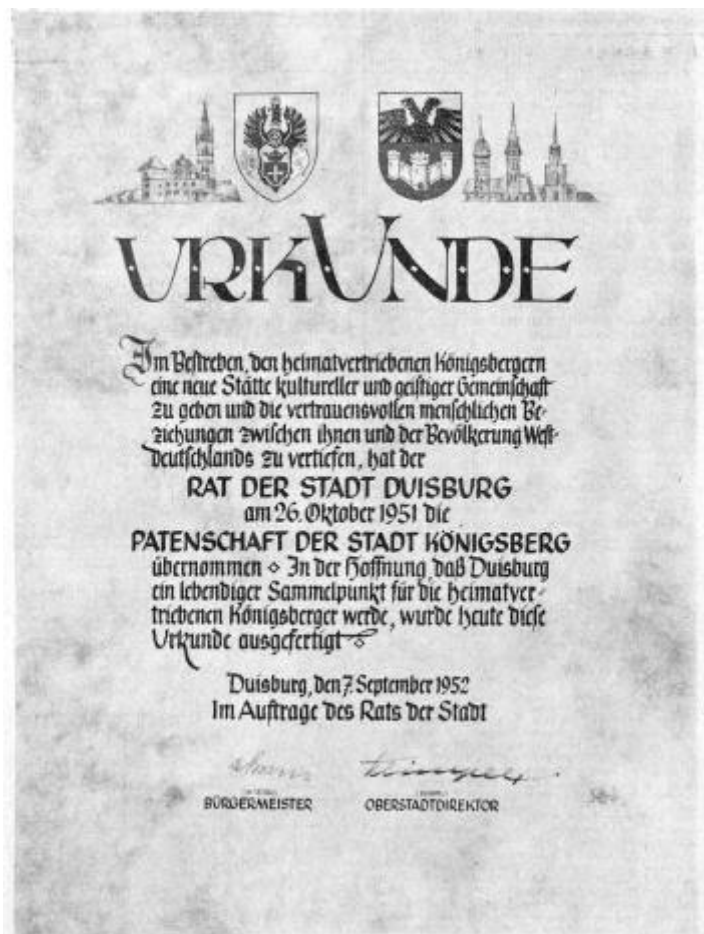 URKUNDE
Im Bestreben, den heimatvertriebenen Königsbergern
eine neue Stätte kultureller und geistiger Gemeinschaft
zu geben und die vertrauensvollen menschlichen Be-
ziehungen zwischen ihnen und der Bevölkerung West-
deutschlands zu vertiefen, hat der
RAT DER STADT DUISBURG
am 26. Oktober 1951 die
PATENSCHAFT DER STADT KÖNIGSBERG
übernommen ⋄ In der Hoffnung, daß Duisburg
ein lebendiger Sammelpunkt für die heimatver-
triebenen Königsberger werde, wurde heute diese
Urkunde ausgefertigt
Duisburg, den 7. September 1952
Im Auftrage des Rats der Stadt
BÜRGERMEISTER OBERSTADTDIREKTOR